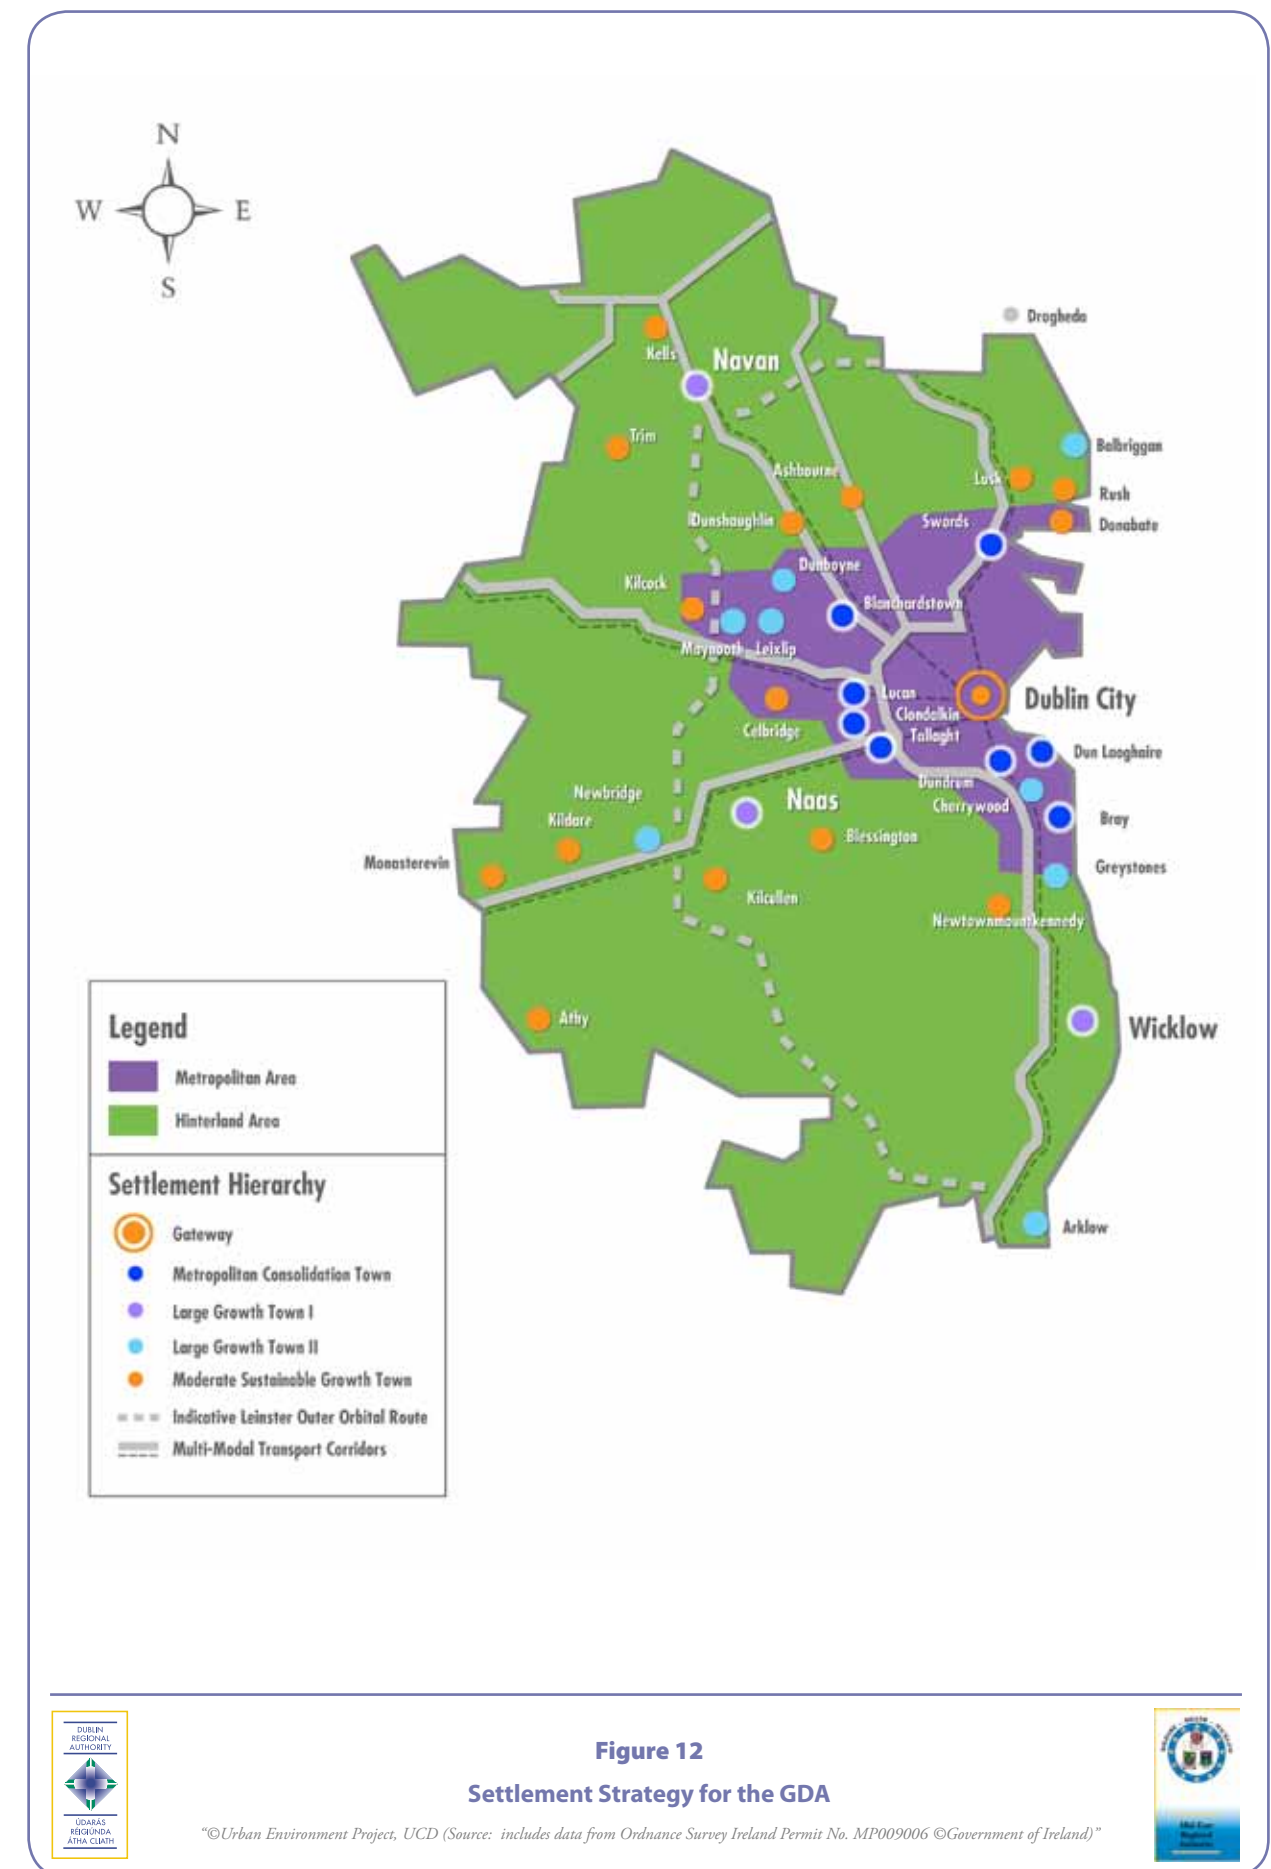 N
W
E
S
Drogheda
Kells
Navan
Trim
Balbriggan
Ashbourne
Lusk
Rush
Dunshaughlin
Swords
Donabate
Dunboyne
Kilcock
Blanchardstown
Maynooth
Leixlip
Lucan
Dublin City
Clondalkin
Celbridge
Tallaght
Dun Laoghaire
Dundrum
Newbridge
Naas
Cherrywood
Kildare
Bray
Blessington
Monasterevin
Greystones
Kilcullen
Newtownmountkennedy
Athy
Wicklow
Arklow
Legend
Metropolitan Area
Hinterland Area
Settlement Hierarchy
Gateway
Metropolitan Consolidation Town
Large Growth Town I
Large Growth Town II
Moderate Sustainable Growth Town
Indicative Leinster Outer Orbital Route
Multi-Modal Transport Corridors
DUBLIN
REGIONAL
AUTHORITY
ÚDARÁS
RÉIGIÚNDA
ÁTHA CLIATH
Figure 12
Settlement Strategy for the GDA
“©Urban Environment Project, UCD (Source: includes data from Ordnance Survey Ireland Permit No. MP009006 ©Government of Ireland)”
Mid-East
Regional
Authority